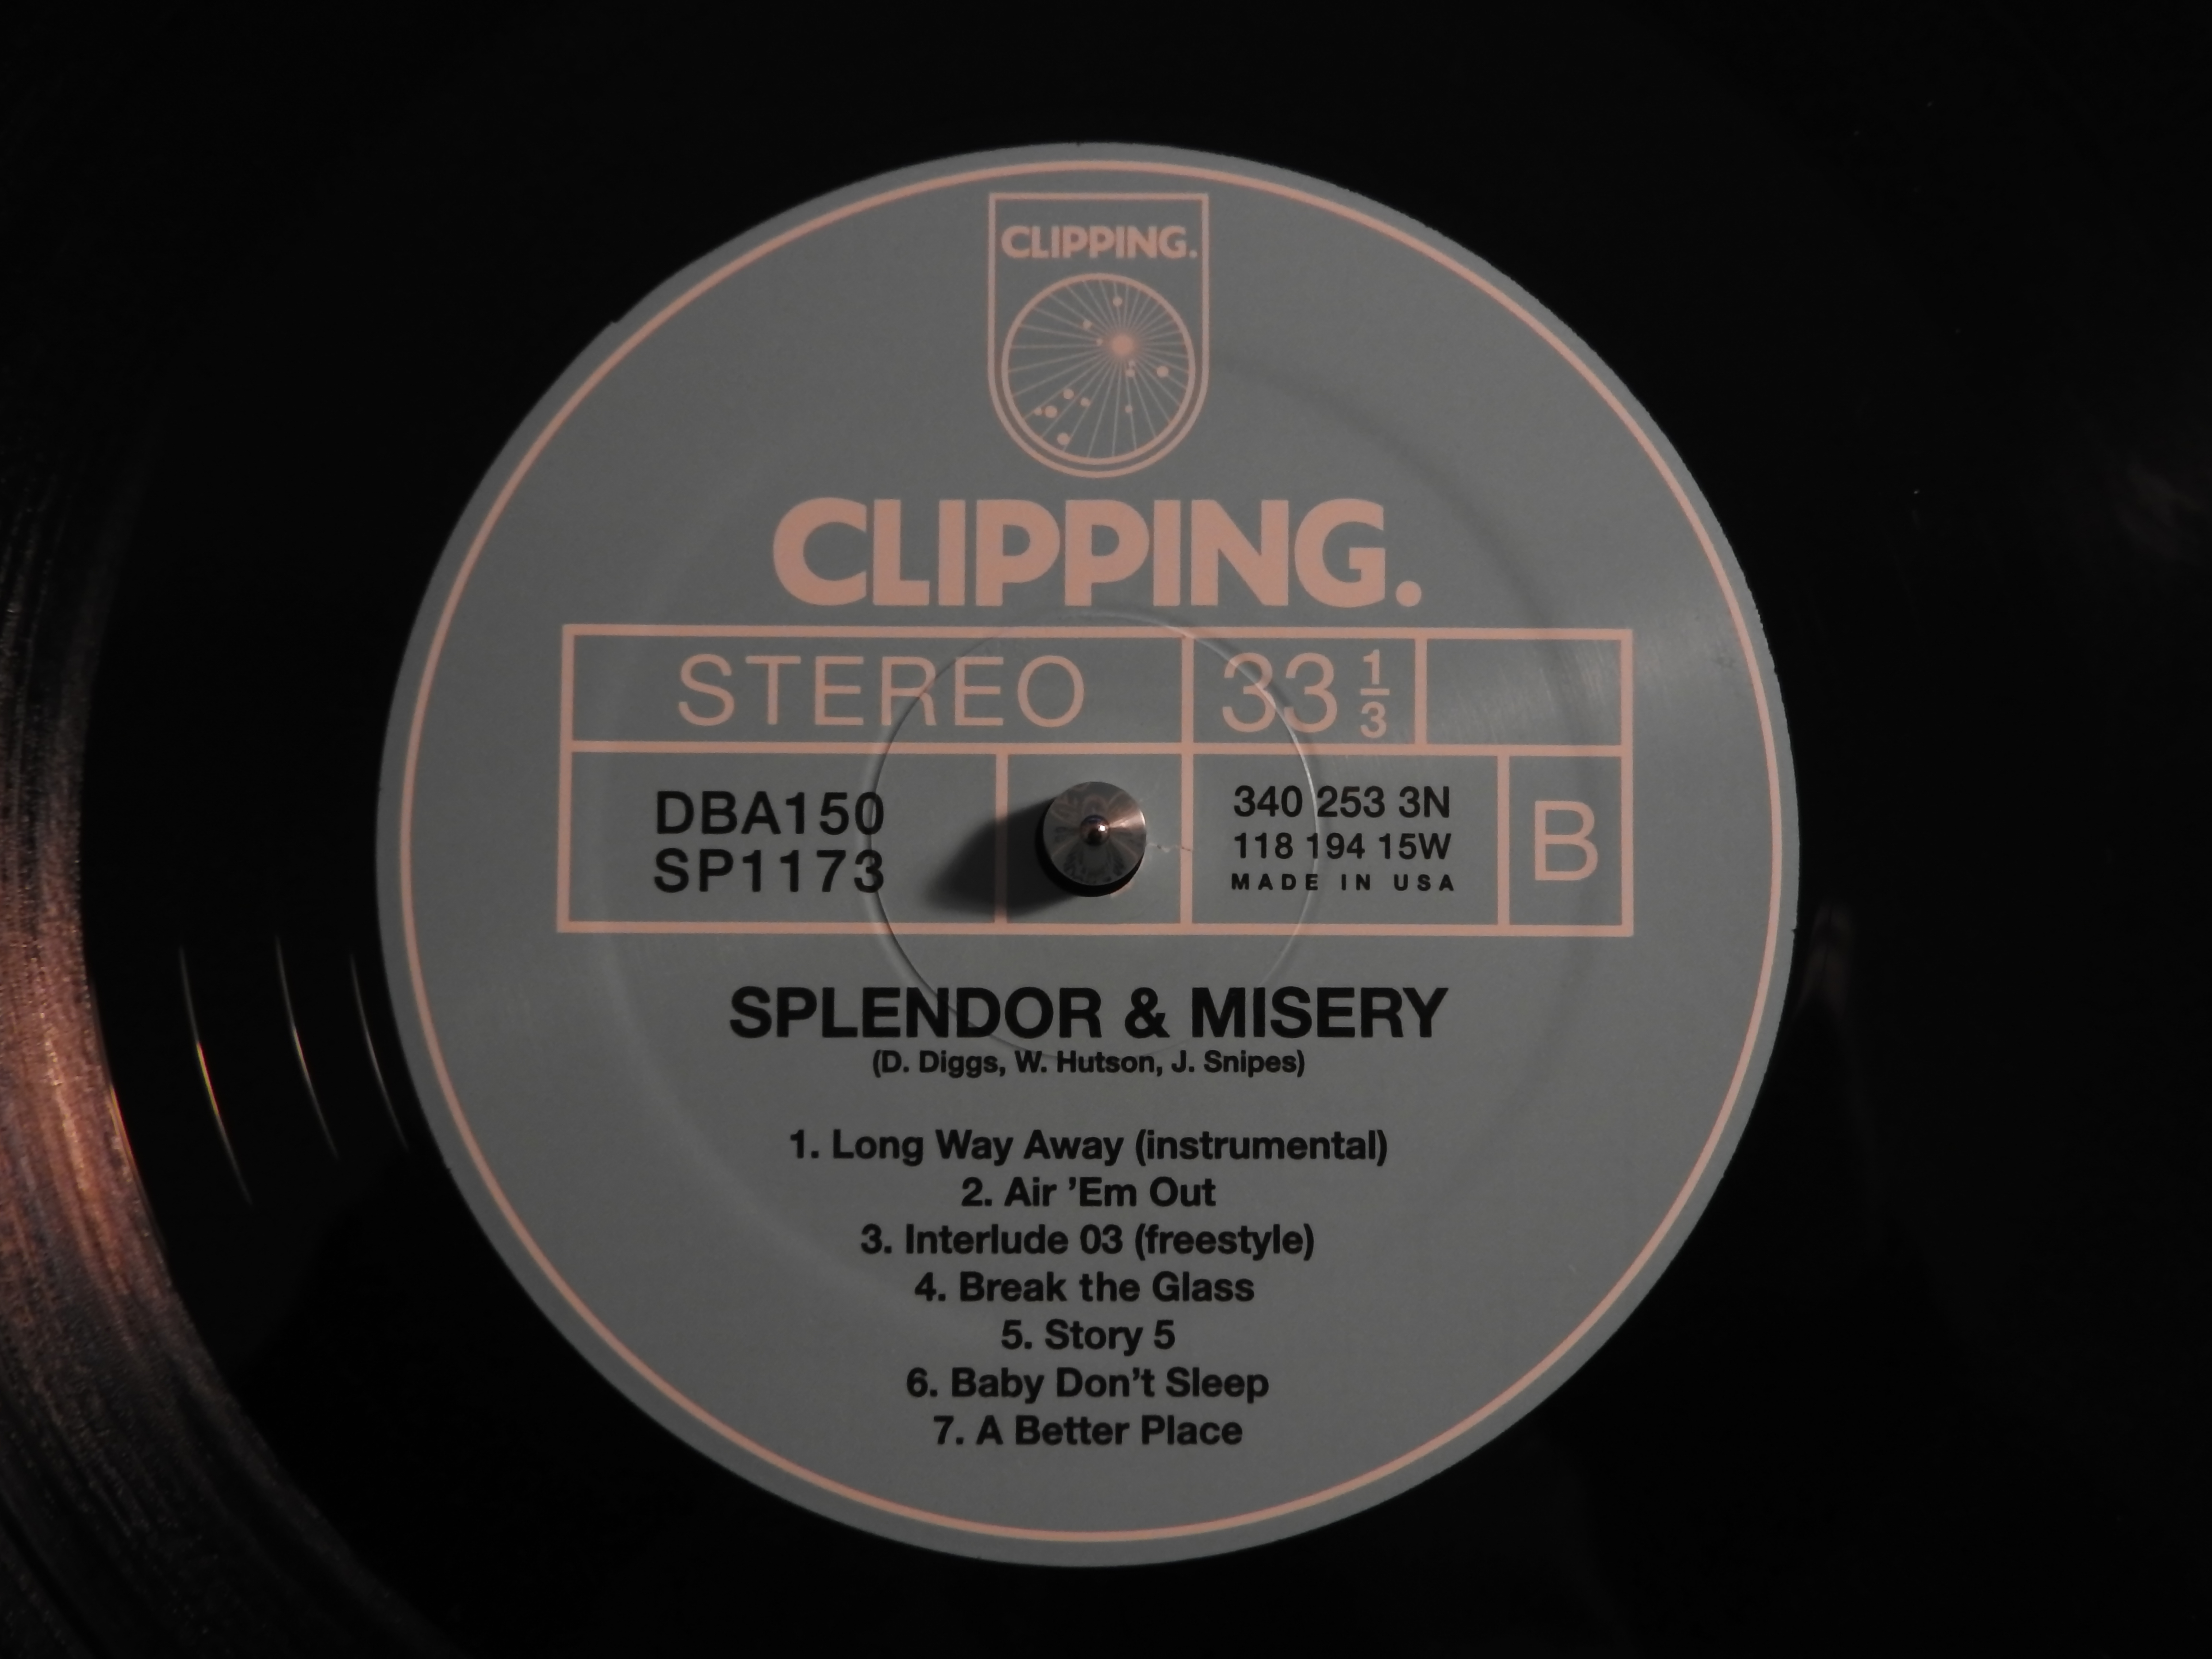 CLIPPING.
CLIPPING.
STEREO
33 1/3
DBA150
SP1173
340 253 3N
118 194 15W
MADE IN USA
B
SPLENDOR & MISERY
(D. Diggs, W. Hutson, J. Snipes)
1. Long Way Away (instrumental)
2. Air ’Em Out
3. Interlude 03 (freestyle)
4. Break the Glass
5. Story 5
6. Baby Don’t Sleep
7. A Better Place